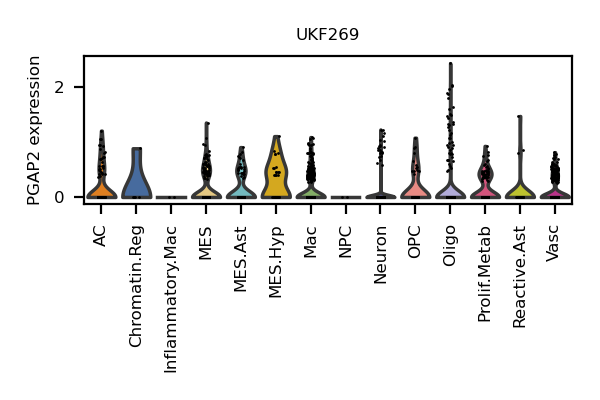 UKF269
PGAP2 expression
2
0
AC
Chromatin.Reg
Inflammatory.Mac
MES
MES.Ast
MES.Hyp
Mac
NPC
Neuron
OPC
Oligo
Prolif.Metab
Reactive.Ast
Vasc